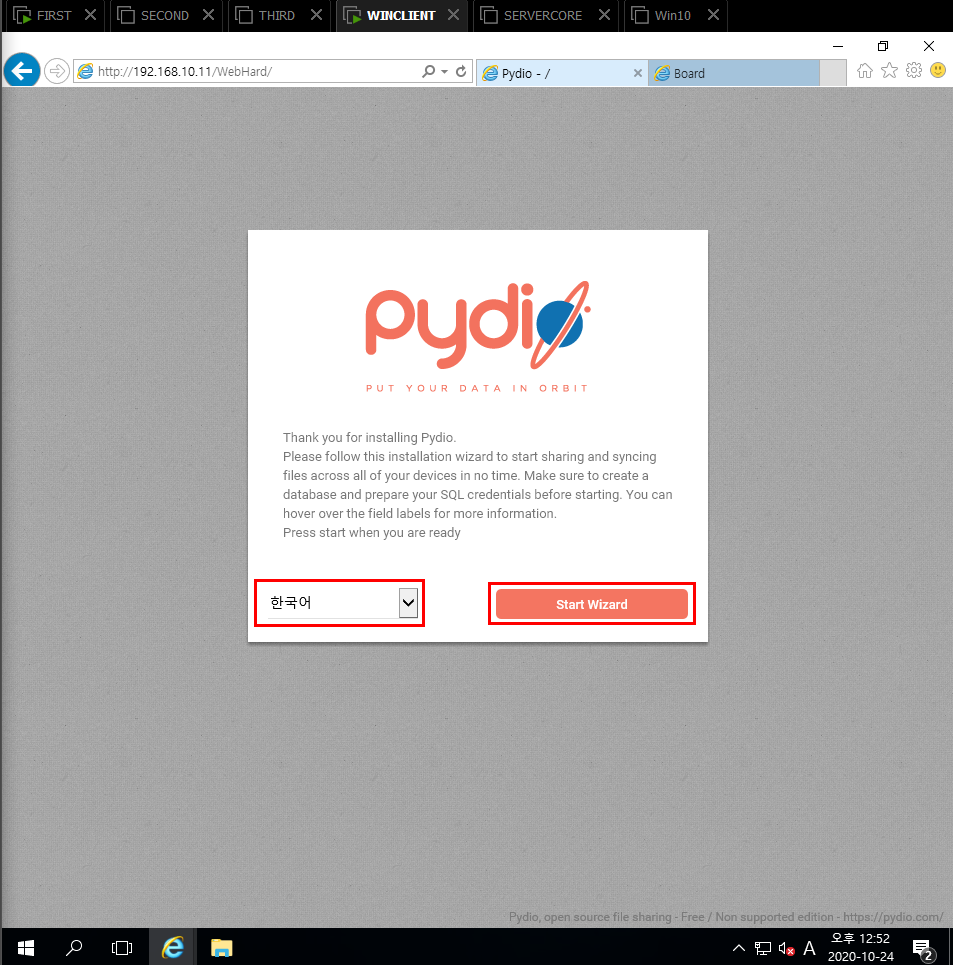 FIRST
SECOND
THIRD
WINCLIENT
SERVERCORE
Win10
http://192.168.10.11/WebHard/
Pydio - /
Board
pydio
PUT YOUR DATA IN ORBIT
Thank you for installing Pydio.
Please follow this installation wizard to start sharing and syncing
files across all of your devices in no time. Make sure to create a
database and prepare your SQL credentials before starting. You can
hover over the field labels for more information.
Press start when you are ready
한국어
Start Wizard
Pydio, open source file sharing - Free / Non supported edition - https://pydio.com/
A
오후 12:52
2020-10-24
2